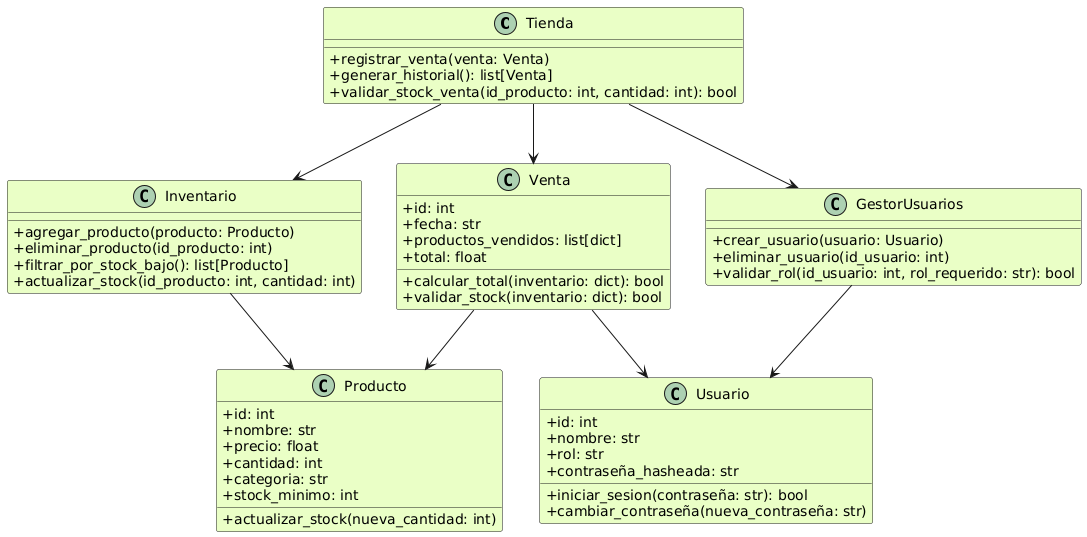 C Tienda
+registrar_venta(venta: Venta)
+generar_historial(): list[Venta]
+validar_stock_venta(id_producto: int, cantidad: int): bool
C Inventario
+agregar_producto(producto: Producto)
+eliminar_producto(id_producto: int)
+filtrar_por_stock_bajo(): list[Producto]
+actualizar_stock(id_producto: int, cantidad: int)
C Venta
+id: int
+fecha: str
+productos_vendidos: list[dict]
+total: float
+calcular_total(inventario: dict): bool
+validar_stock(inventario: dict): bool
C GestorUsuarios
+crear_usuario(usuario: Usuario)
+eliminar_usuario(id_usuario: int)
+validar_rol(id_usuario: int, rol_requerido: str): bool
C Producto
+id: int
+nombre: str
+precio: float
+cantidad: int
+categoria: str
+stock_minimo: int
+actualizar_stock(nueva_cantidad: int)
C Usuario
+id: int
+nombre: str
+rol: str
+contraseña_hasheada: str
+iniciar_sesion(contraseña: str): bool
+cambiar_contraseña(nueva_contraseña: str)